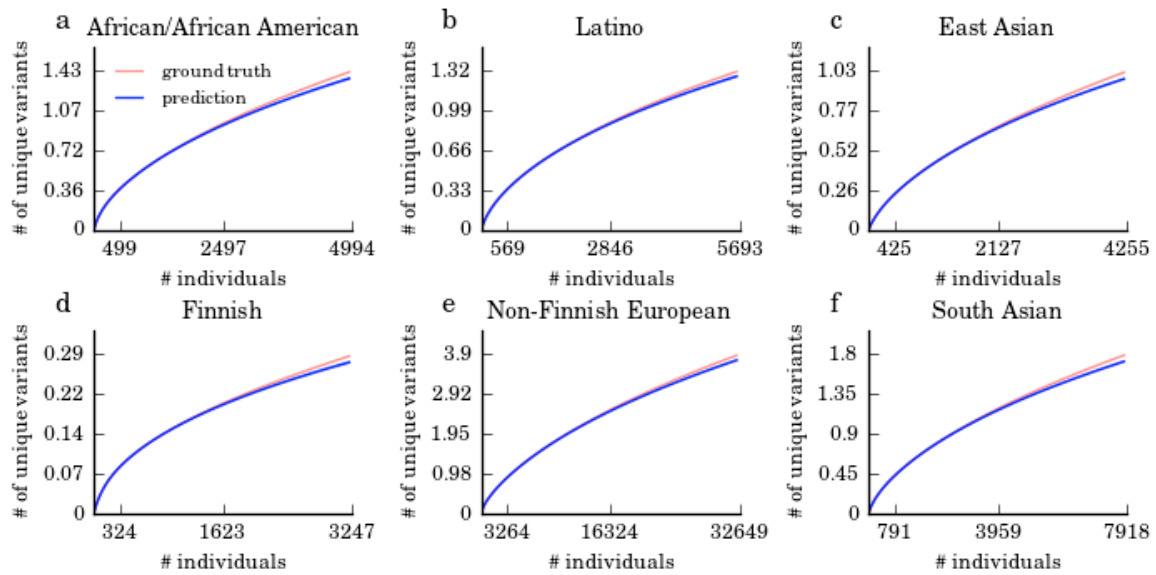 a African/African American
# of unique variants
1.43
1.07
0.72
0.36
0
ground truth
prediction
499 2497 4994
# individuals
b Latino
# of unique variants
1.32
0.99
0.66
0.33
0
569 2846 5693
# individuals
c East Asian
# of unique variants
1.03
0.77
0.52
0.26
0
425 2127 4255
# individuals
d Finnish
# of unique variants
0.29
0.22
0.14
0.07
0
324 1623 3247
# individuals
e Non-Finnish European
# of unique variants
3.9
2.92
1.95
0.98
0
3264 16324 32649
# individuals
f South Asian
# of unique variants
1.8
1.35
0.9
0.45
0
791 3959 7918
# individuals